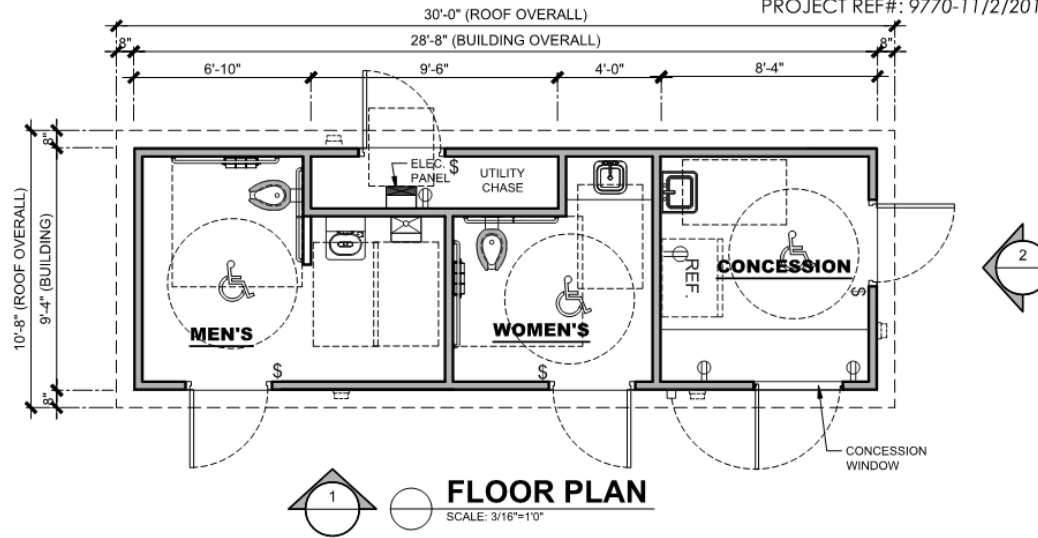 PROJECT REF#: 9770-11/2/201
30'-0" (ROOF OVERALL)
8"
28'-8" (BUILDING OVERALL)
8"
6'-10"
9'-6"
4'-0"
8'-4"
10'-8" (ROOF OVERALL)
8"
9'-4" (BUILDING)
8"
ELEC.
PANEL
$
UTILITY
CHASE
REF.
CONCESSION
$
MEN'S
WOMEN'S
$
$
2
CONCESSION
WINDOW
1
FLOOR PLAN
SCALE: 3/16"=1'0"